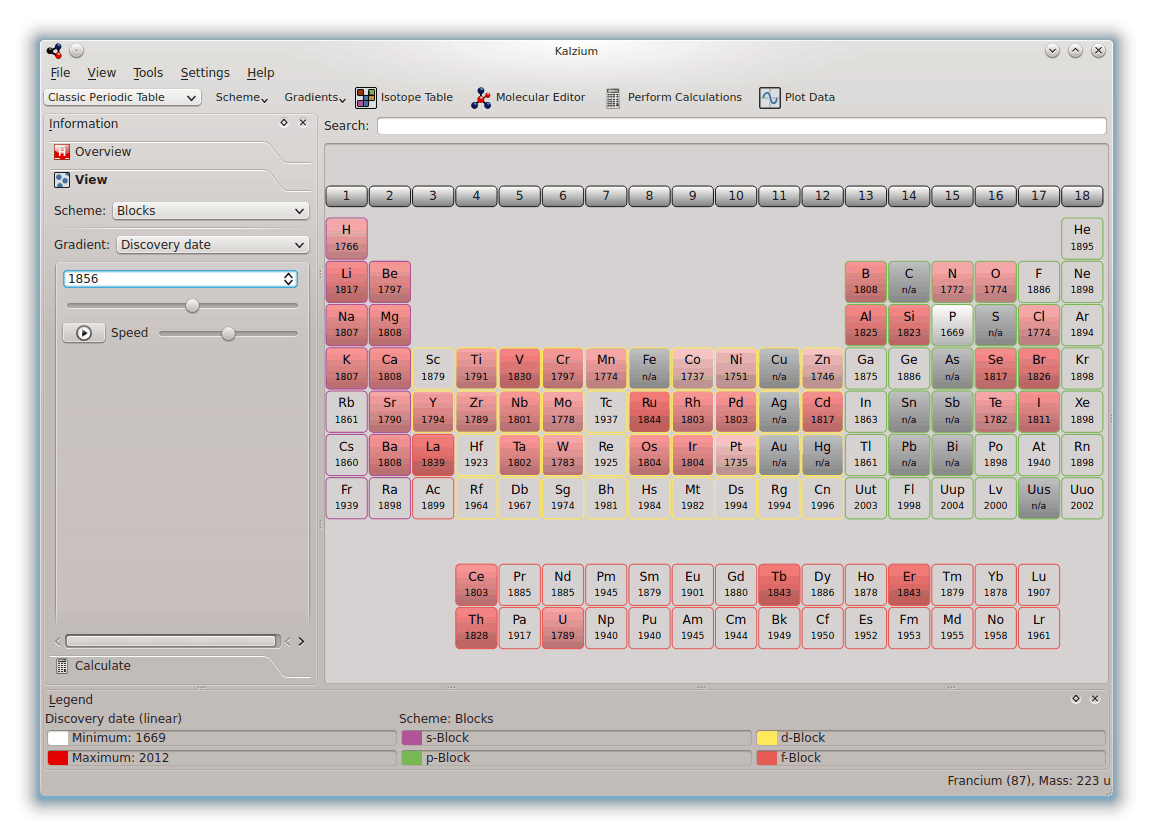 Kalzium
File View Tools Settings Help
Classic Periodic Table Scheme Gradients Isotope Table Molecular Editor Perform Calculations Plot Data
Information
Overview
View
Scheme: Blocks
Gradient: Discovery date
1856
Speed
Calculate
Search:
1 2 3 4 5 6 7 8 9 10 11 12 13 14 15 16 17 18
H He
1766 1895
Li Be B C N O F Ne
1817 1797 1808 n/a 1772 1774 1886 1898
Na Mg Al Si P S Cl Ar
1807 1808 1825 1823 1669 n/a 1774 1894
K Ca Sc Ti V Cr Mn Fe Co Ni Cu Zn Ga Ge As Se Br Kr
1807 1808 1879 1791 1830 1797 1774 n/a 1737 1751 n/a 1746 1875 1886 n/a 1817 1826 1898
Rb Sr Y Zr Nb Mo Tc Ru Rh Pd Ag Cd In Sn Sb Te I Xe
1861 1790 1794 1789 1801 1778 1937 1844 1803 1803 n/a 1817 1863 n/a n/a 1782 1811 1898
Cs Ba La Hf Ta W Re Os Ir Pt Au Hg Tl Pb Bi Po At Rn
1860 1808 1839 1923 1802 1783 1925 1804 1804 1735 n/a n/a 1861 n/a n/a 1898 1940 1898
Fr Ra Ac Rf Db Sg Bh Hs Mt Ds Rg Cn Uut Fl Uup Lv Uus Uuo
1939 1898 1899 1964 1967 1974 1981 1984 1982 1994 1994 1996 2003 1998 2004 2000 n/a 2002
Ce Pr Nd Pm Sm Eu Gd Tb Dy Ho Er Tm Yb Lu
1803 1885 1885 1945 1879 1901 1880 1843 1886 1878 1843 1879 1878 1907
Th Pa U Np Pu Am Cm Bk Cf Es Fm Md No Lr
1828 1917 1789 1940 1940 1945 1944 1949 1950 1952 1953 1955 1958 1961
Legend
Discovery date (linear) Scheme: Blocks
Minimum: 1669 s-Block d-Block
Maximum: 2012 p-Block f-Block
Francium (87), Mass: 223 u